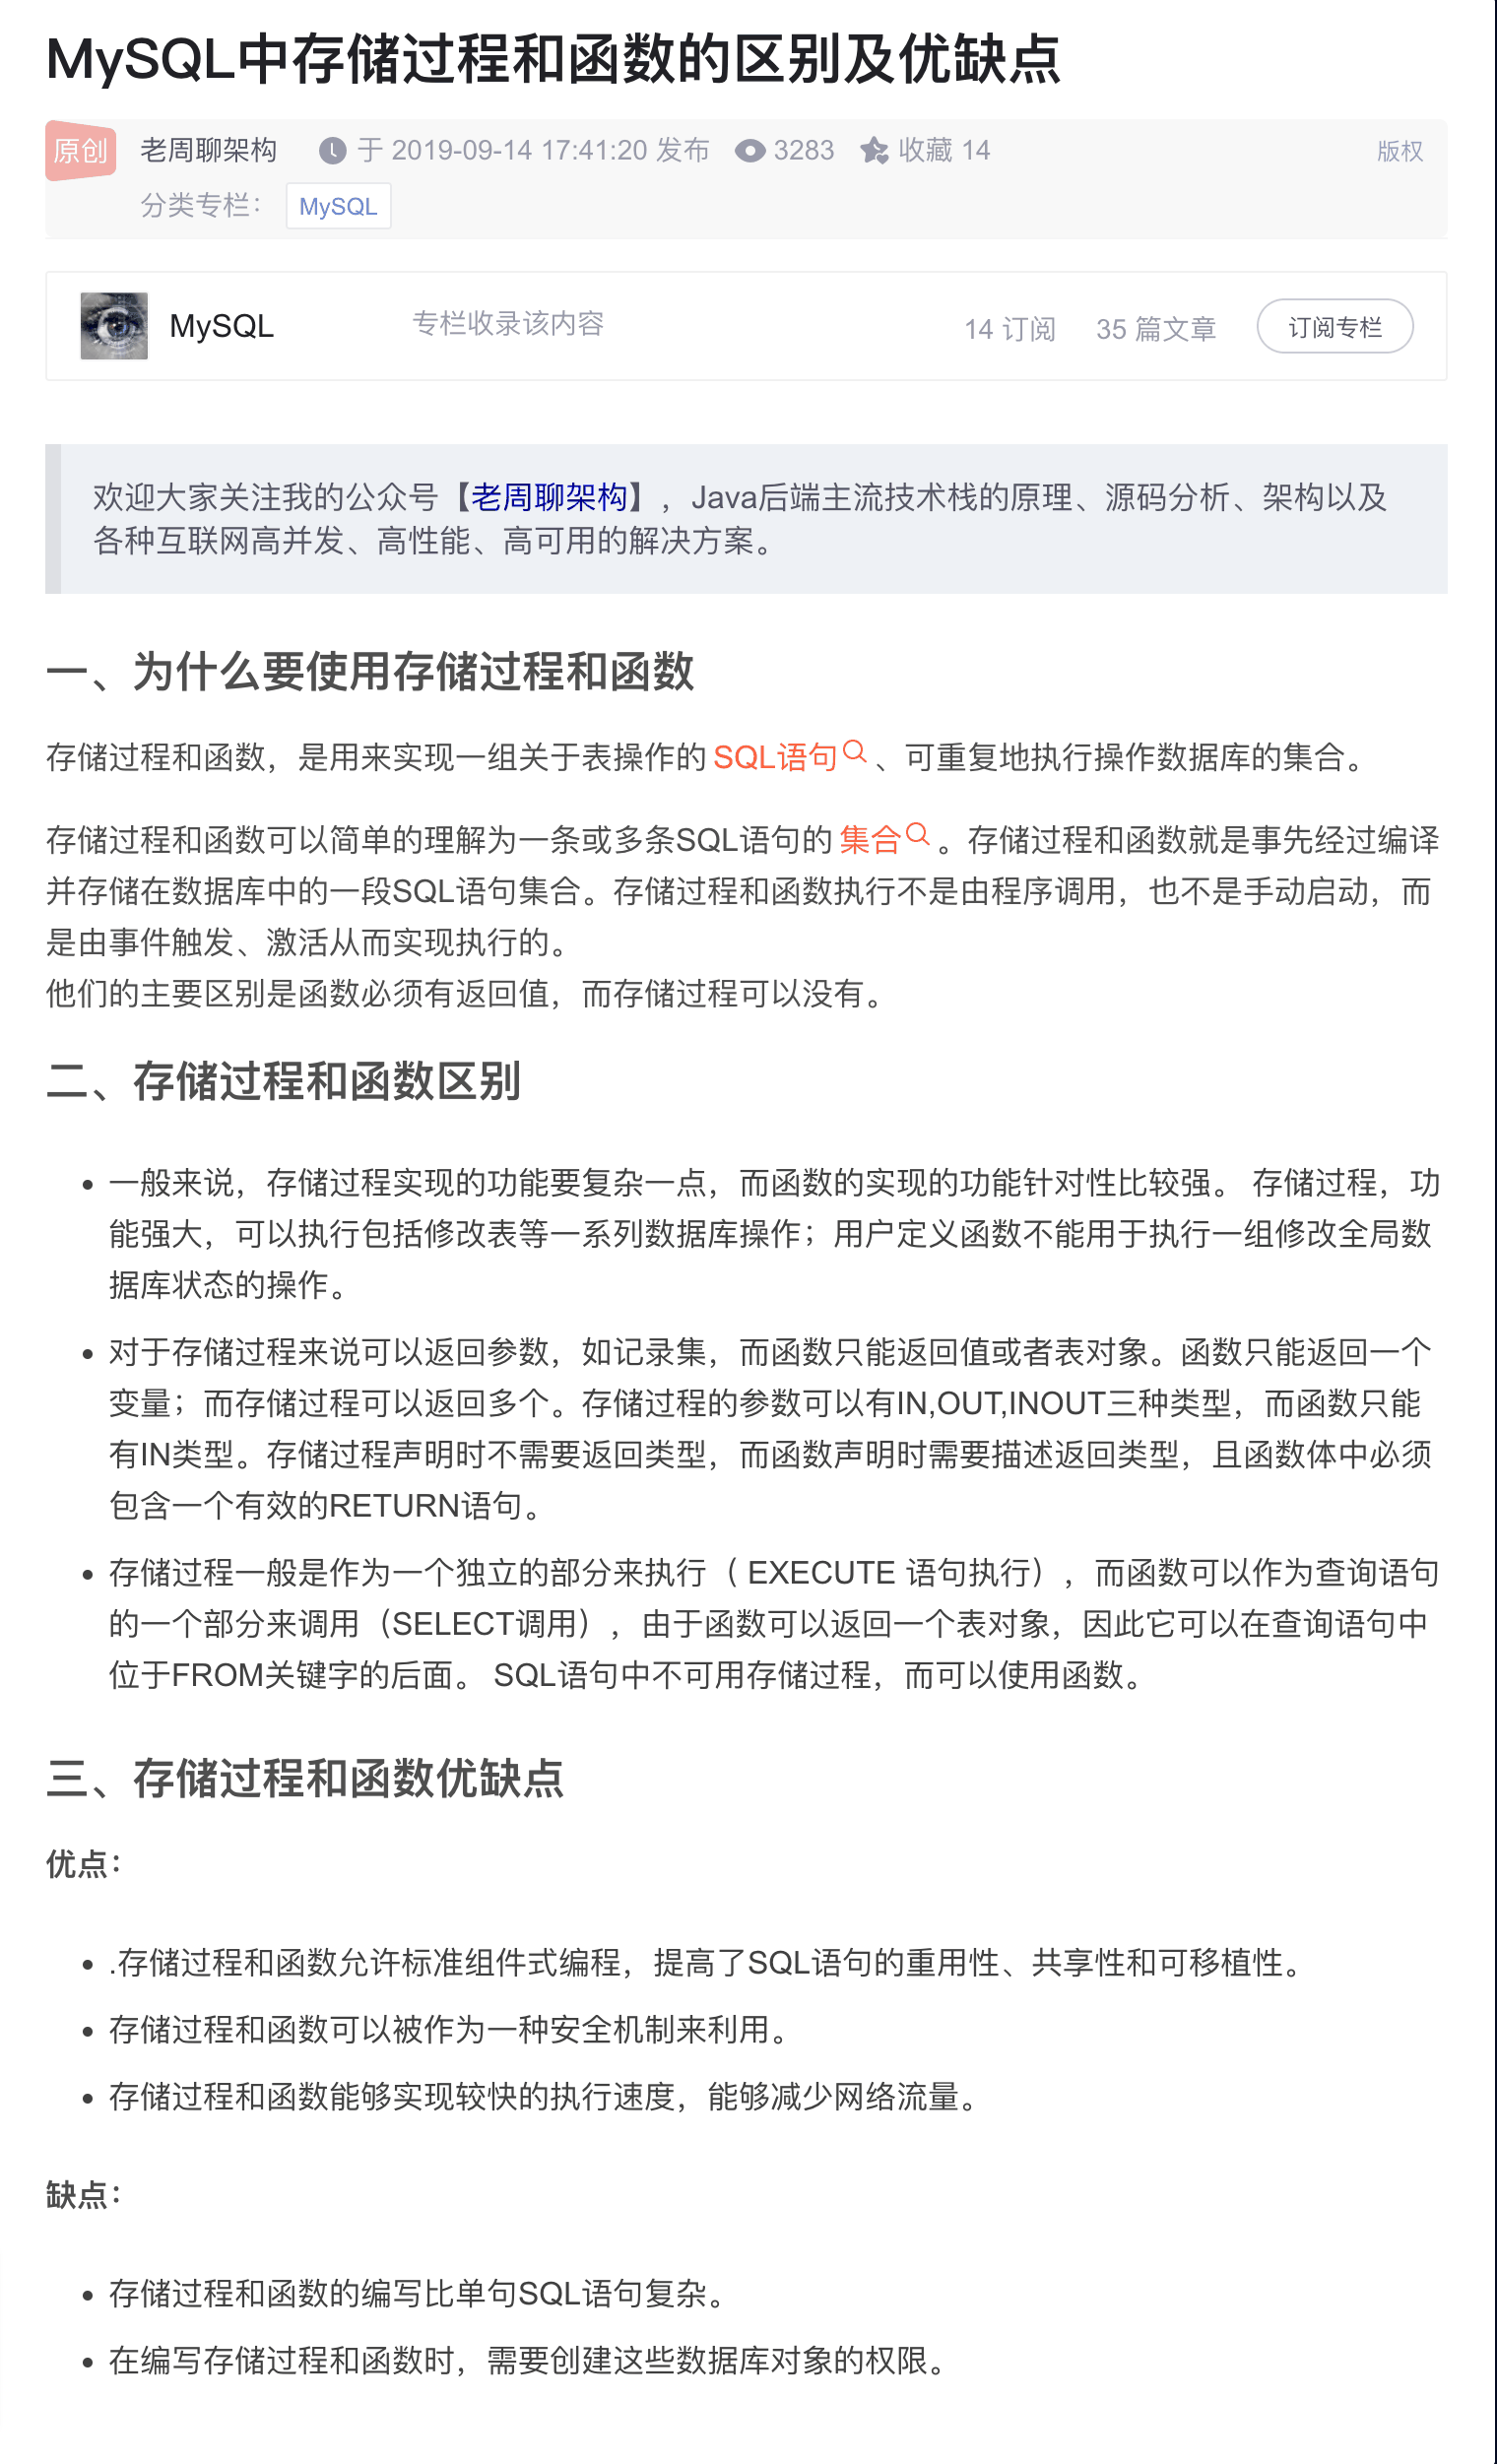 MySQL中存储过程和函数的区别及优缺点
原创 老周聊架构 于 2019-09-14 17:41:20 发布 3283 收藏 14 版权
分类专栏： MySQL
MySQL 专栏收录该内容 14 订阅 35 篇文章 订阅专栏
欢迎大家关注我的公众号【老周聊架构】，Java后端主流技术栈的原理、源码分析、架构以及
各种互联网高并发、高性能、高可用的解决方案。
一、为什么要使用存储过程和函数
存储过程和函数，是用来实现一组关于表操作的 SQL语句 、可重复地执行操作数据库的集合。
存储过程和函数可以简单的理解为一条或多条SQL语句的 集合 。存储过程和函数就是事先经过编译
并存储在数据库中的一段SQL语句集合。存储过程和函数执行不是由程序调用，也不是手动启动，而
是由事件触发、激活从而实现执行的。
他们的主要区别是函数必须有返回值，而存储过程可以没有。
二、存储过程和函数区别
• 一般来说，存储过程实现的功能要复杂一点，而函数的实现的功能针对性比较强。 存储过程，功
能强大，可以执行包括修改表等一系列数据库操作；用户定义函数不能用于执行一组修改全局数
据库状态的操作。
• 对于存储过程来说可以返回参数，如记录集，而函数只能返回值或者表对象。函数只能返回一个
变量；而存储过程可以返回多个。存储过程的参数可以有IN,OUT,INOUT三种类型，而函数只能
有IN类型。存储过程声明时不需要返回类型，而函数声明时需要描述返回类型，且函数体中必须
包含一个有效的RETURN语句。
• 存储过程一般是作为一个独立的部分来执行（ EXECUTE 语句执行），而函数可以作为查询语句
的一个部分来调用（SELECT调用），由于函数可以返回一个表对象，因此它可以在查询语句中
位于FROM关键字的后面。 SQL语句中不可用存储过程，而可以使用函数。
三、存储过程和函数优缺点
优点：
• .存储过程和函数允许标准组件式编程，提高了SQL语句的重用性、共享性和可移植性。
• 存储过程和函数可以被作为一种安全机制来利用。
• 存储过程和函数能够实现较快的执行速度，能够减少网络流量。
缺点：
• 存储过程和函数的编写比单句SQL语句复杂。
• 在编写存储过程和函数时，需要创建这些数据库对象的权限。